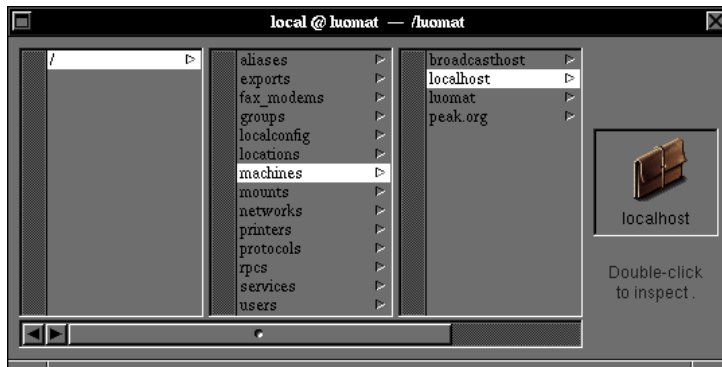 local @ luomat — /luomat
/
aliases
exports
fax_modems
groups
localconfig
locations
machines
mounts
networks
printers
protocols
rpcs
services
users
broadcasthost
localhost
luomat
peak.org
localhost
Double-click
to inspect .